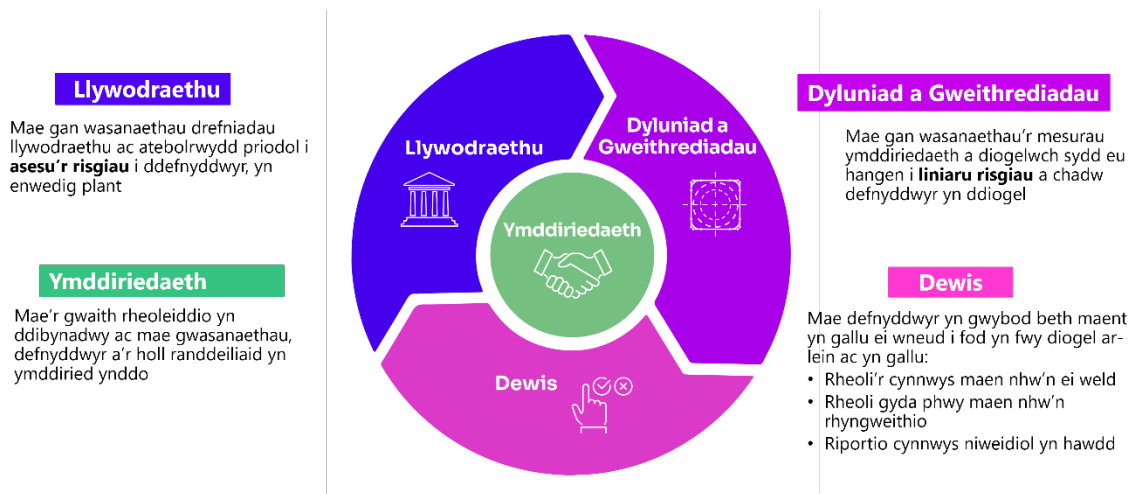 Llywodraethu
Mae gan wasanaethau drefniadau
llywodraethu ac atebolrwydd priodol i
asesu'r risgiau i ddefnyddwyr, yn
enwedig plant
Ymddiriedaeth
Mae'r gwaith rheoleiddio yn
ddibynadwy ac mae gwasanaethau,
defnyddwyr a'r holl randdeiliaid yn
ymddiried ynddo
Llywodraethu
Dyluniad a
Gweithrediadau
Ymddiriedaeth
Dewis
Dyluniad a Gweithrediadau
Mae gan wasanaethau'r mesurau
ymddiriedaeth a diogelwch sydd eu
hangen i liniaru risgiau a chadw
defnyddwyr yn ddiogel
Dewis
Mae defnyddwyr yn gwybod beth maent
yn gallu ei wneud i fod yn fwy diogel ar-
lein ac yn gallu:
• Rheoli'r cynnwys maen nhw'n ei weld
• Rheoli gyda phwy maen nhw'n
rhyngweithio
• Riportio cynnwys niweidiol yn hawdd